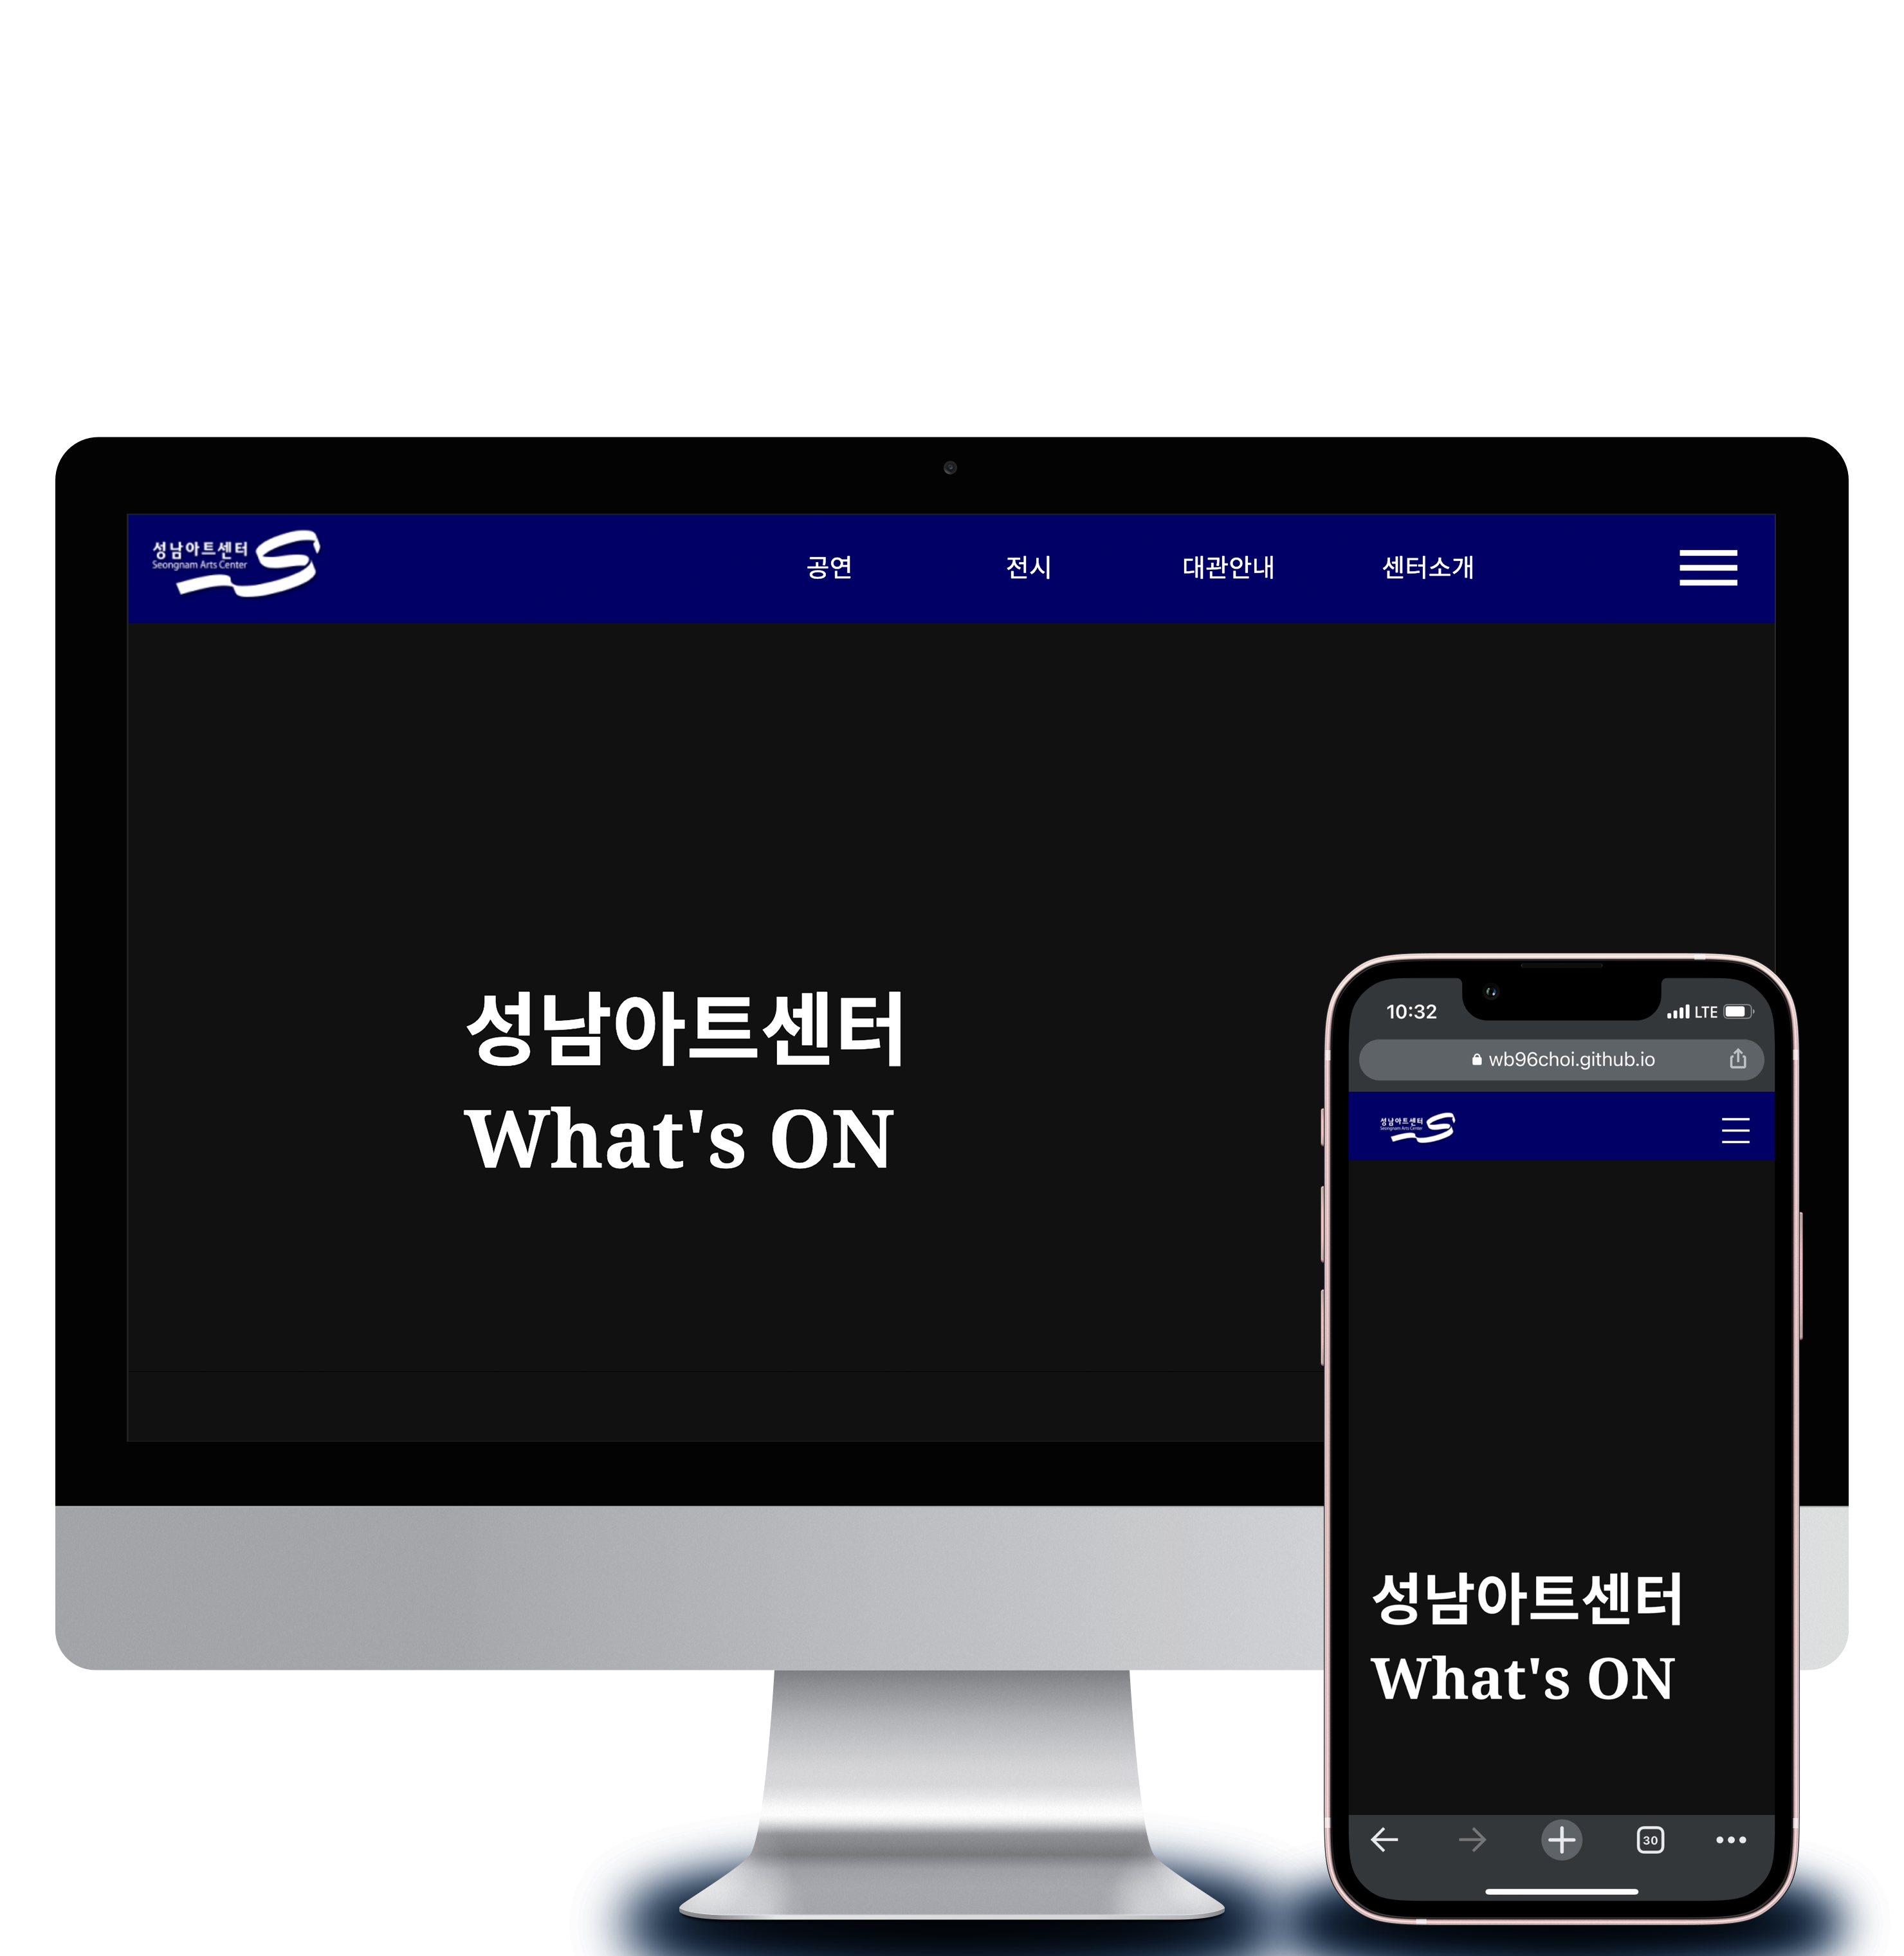 성남아트센터
Seongnam Arts Center
공연 전시 대관안내 센터소개
성남아트센터
What's ON
10:32 LTE
wb96choi.github.io
성남아트센터
Seongnam Arts Center
성남아트센터
What's ON
30